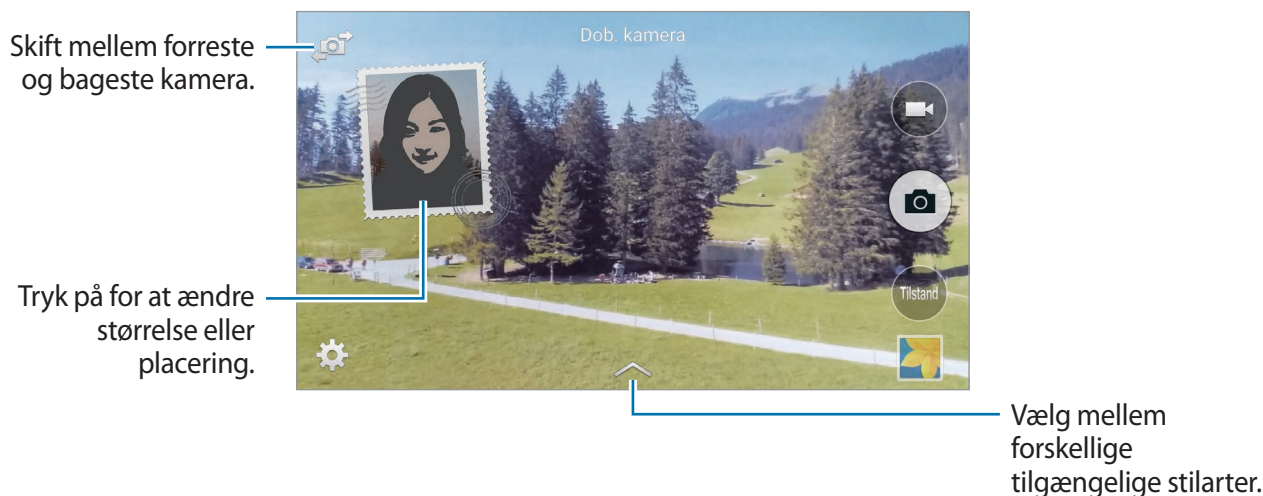 Skift mellem forreste
og bageste kamera.
Dob. kamera
Tryk på for at ændre
størrelse eller
placering.
Tilstand
Vælg mellem
forskellige
tilgængelige stilarter.